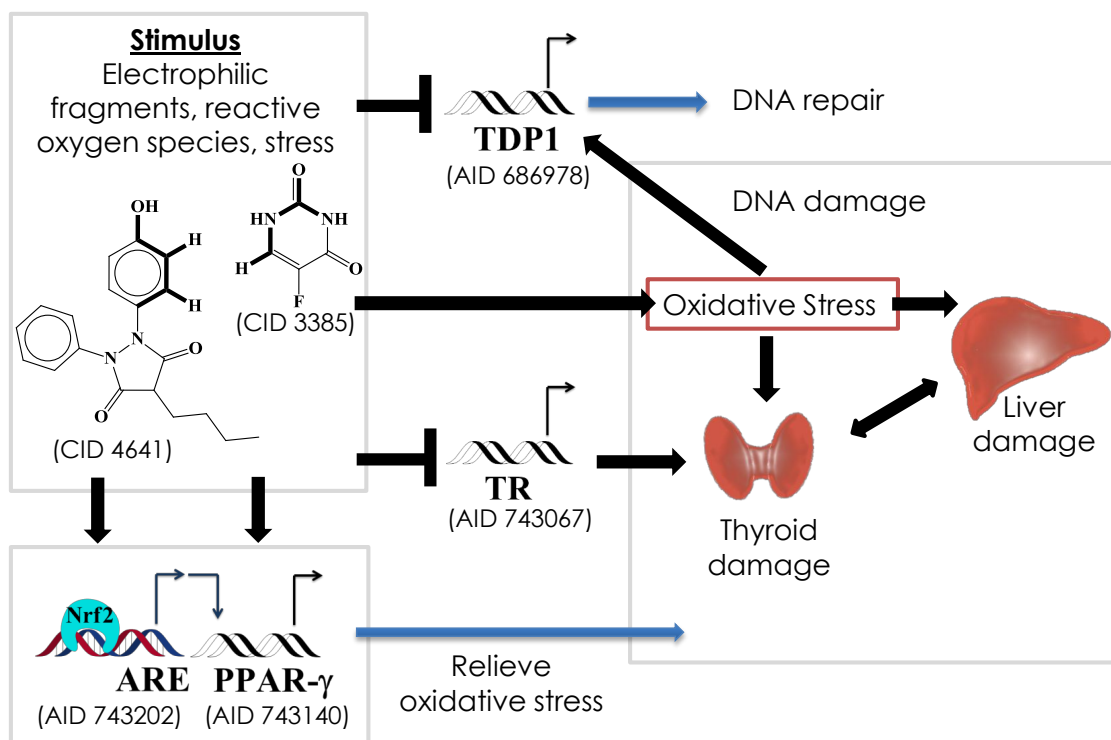 Stimulus
Electrophilic
fragments, reactive
oxygen species, stress
OH
H
H
N
N
O
O
(CID 4641)
O
HN
NH
H
O
F
(CID 3385)
TDP1
(AID 686978)
DNA repair
DNA damage
Oxidative Stress
Liver
damage
TR
(AID 743067)
Thyroid
damage
Nrf2
ARE
(AID 743202)
PPAR-γ
(AID 743140)
Relieve
oxidative stress